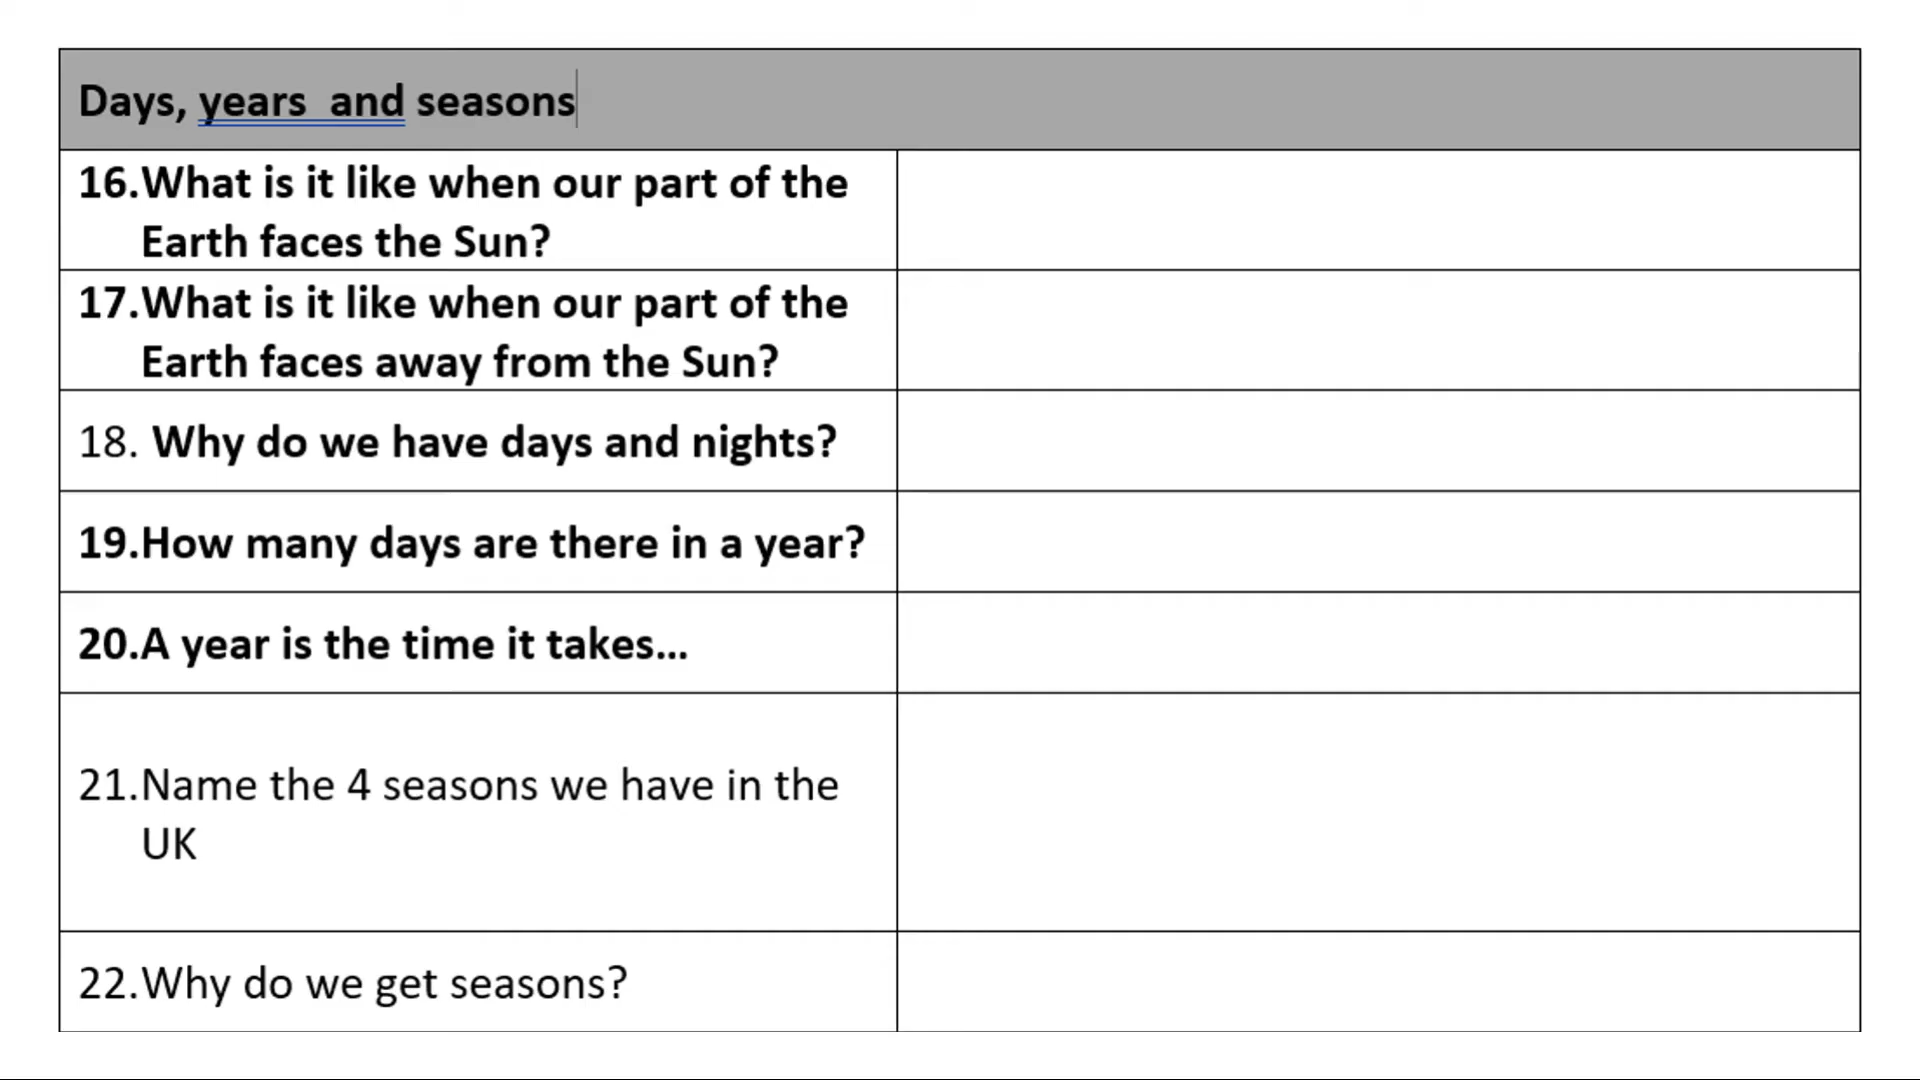 Days, years  and seasons
16.What is it like when our part of the
Earth faces the Sun?
17.What is it like when our part of the
Earth faces away from the Sun?
18. Why do we have days and nights?
19.How many days are there in a year?
20.A year is the time it takes...
21.Name the 4 seasons we have in the
UK
22.Why do we get seasons?